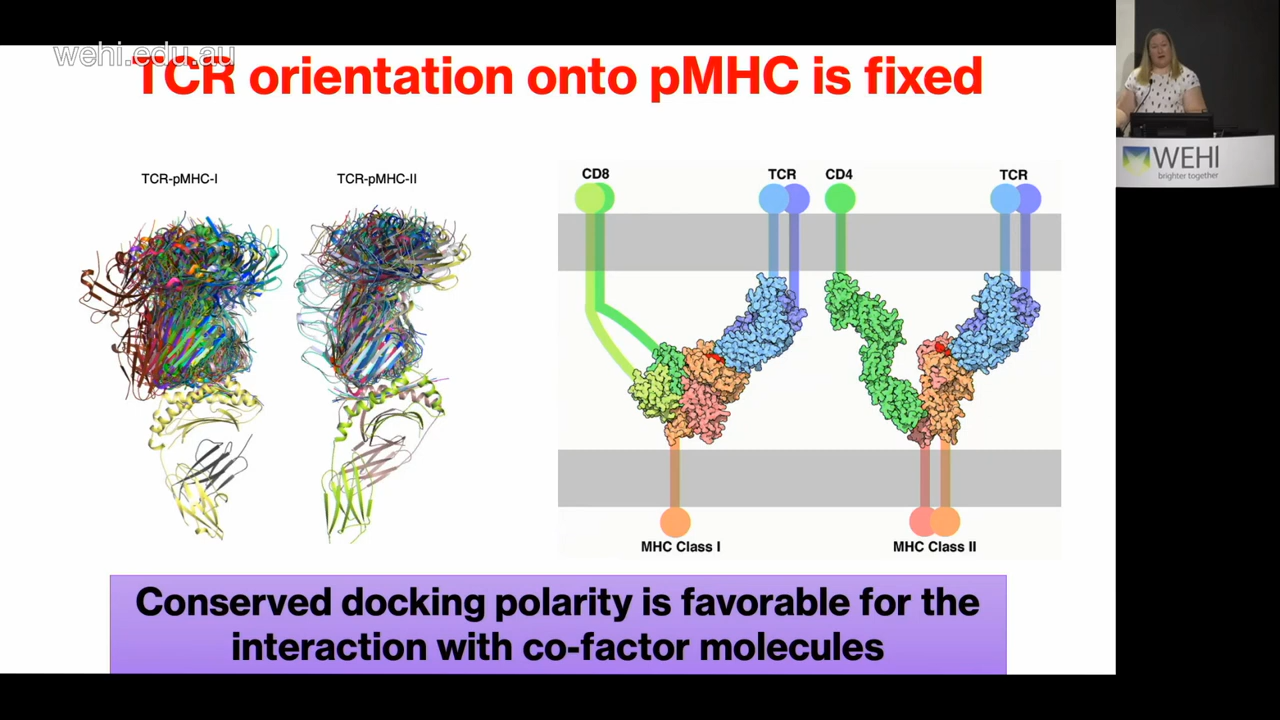 wehi.edu.au
TCR orientation onto pMHC is fixed
TCR-pMHC-I
TCR-pMHC-II
CD8
TCR
CD4
TCR
MHC Class I
MHC Class II
Conserved docking polarity is favorable for the
interaction with co-factor molecules
WEHI
brighter together